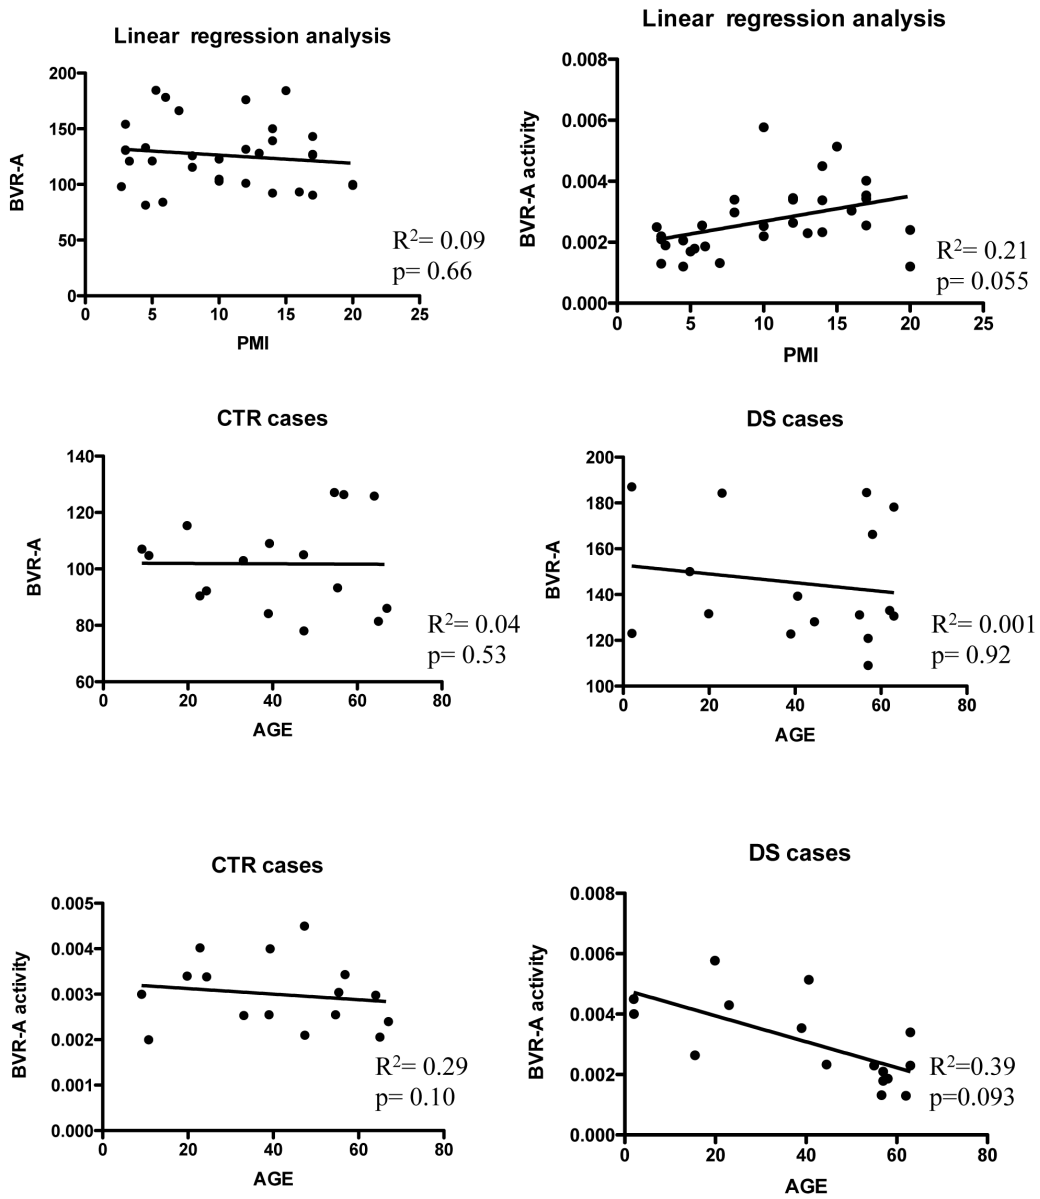 Linear regression analysis
BVR-A
200
150
100
50
0
0 5 10 15 20 25
PMI
R²= 0.09
p= 0.66
Linear regression analysis
BVR-A activity
0.008
0.006
0.004
0.002
0.000
0 5 10 15 20 25
PMI
R²= 0.21
p= 0.055
CTR cases
BVR-A
140
120
100
80
60
0 20 40 60 80
AGE
R²= 0.04
p= 0.53
DS cases
BVR-A
200
180
160
140
120
100
0 20 40 60 80
AGE
R²= 0.001
p= 0.92
CTR cases
BVR-A activity
0.005
0.004
0.003
0.002
0.001
0.000
0 20 40 60 80
AGE
R²= 0.29
p= 0.10
DS cases
BVR-A activity
0.008
0.006
0.004
0.002
0.000
0 20 40 60 80
AGE
R²=0.39
p=0.093